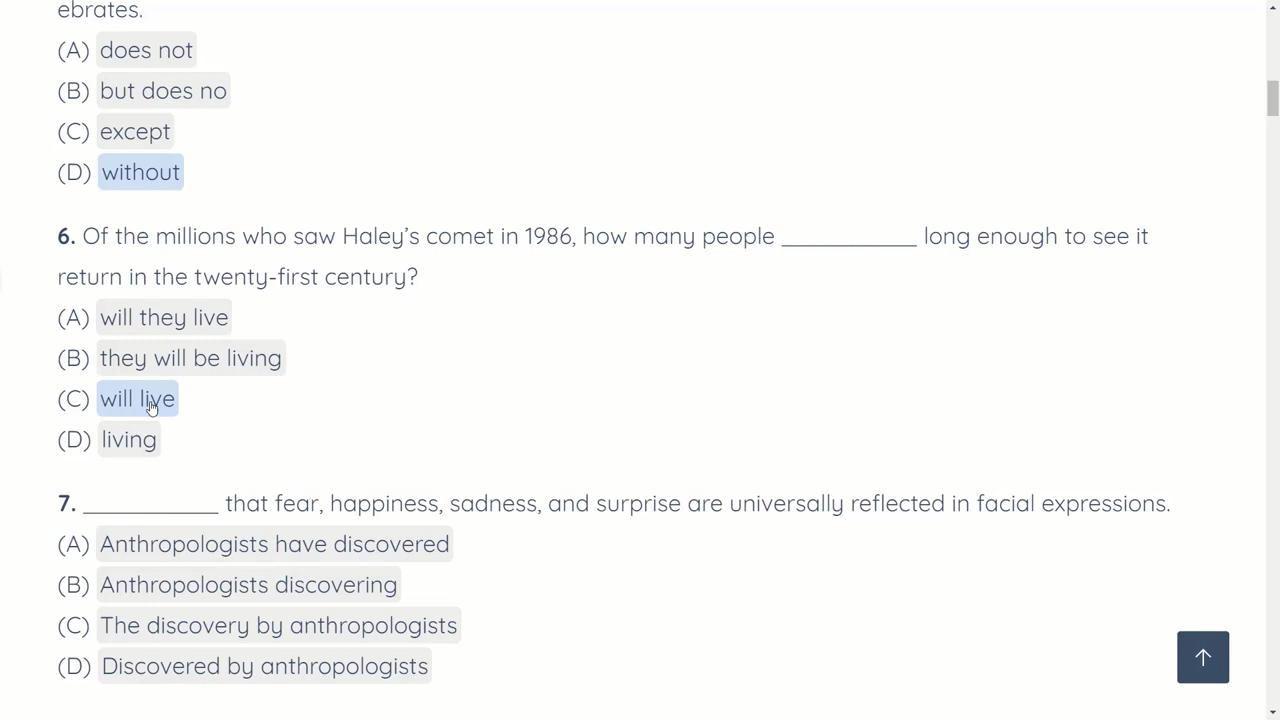 ebrates.
(A) does not
(B) but does no
(C) except
(D) without
6. Of the millions who saw Haley’s comet in 1986, how many people ____________ long enough to see it
return in the twenty-first century?
(A) will they live
(B) they will be living
(C) will live
(D) living
7. ____________ that fear, happiness, sadness, and surprise are universally reflected in facial expressions.
(A) Anthropologists have discovered
(B) Anthropologists discovering
(C) The discovery by anthropologists
(D) Discovered by anthropologists